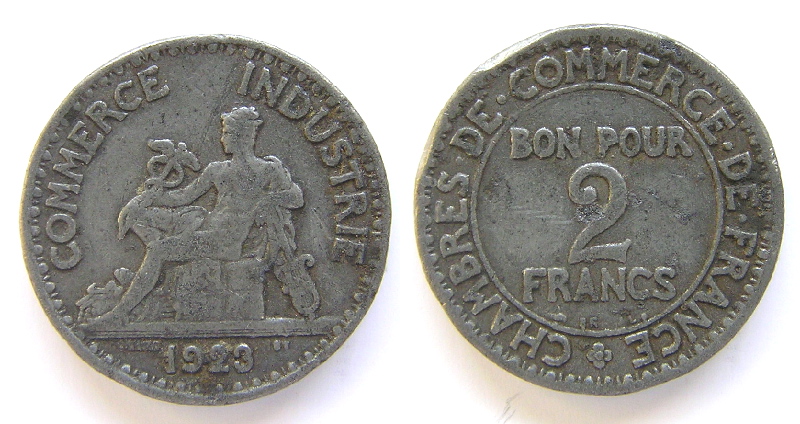 COMMERCE INDUSTRIE
1923
CHAMBRES·DE·COMMERCE·DE·FRANCE
BON POUR
2
FRANCS